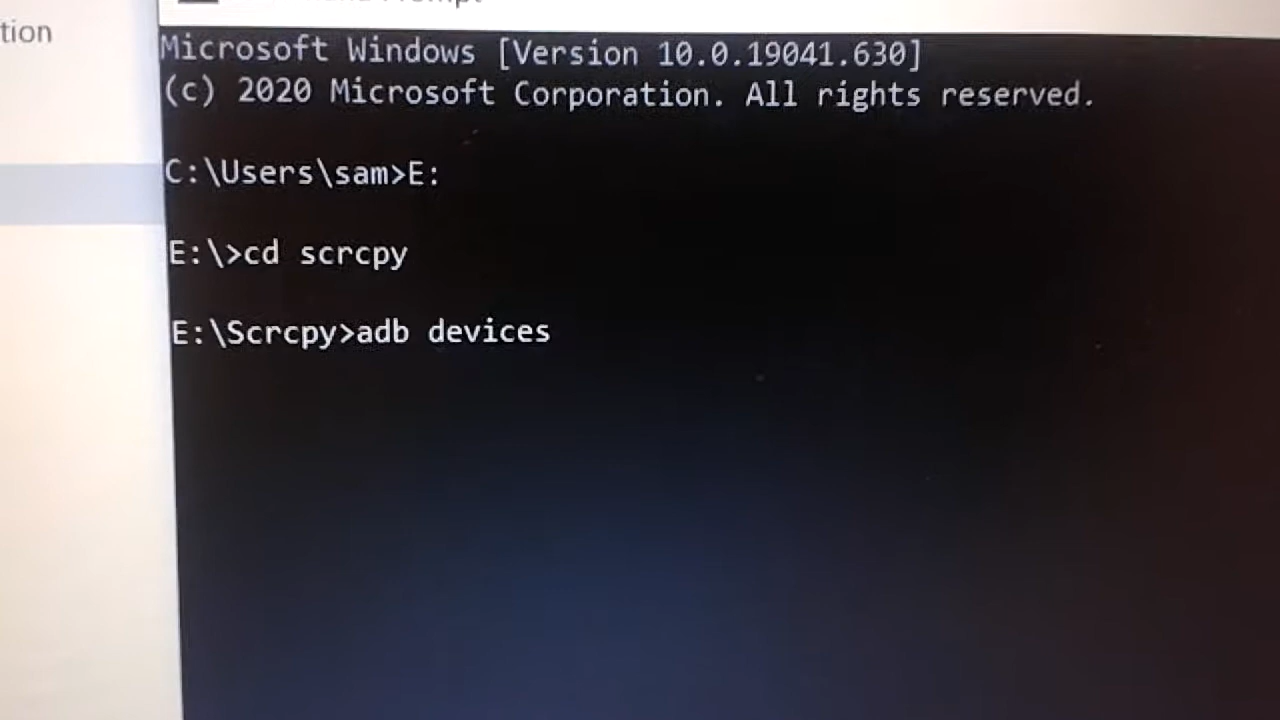 tion
Microsoft Windows [Version 10.0.19041.630]
(c) 2020 Microsoft Corporation. All rights reserved.
C:\Users\sam>E:
E:\>cd scrcpy
E:\Scrcpy>adb devices